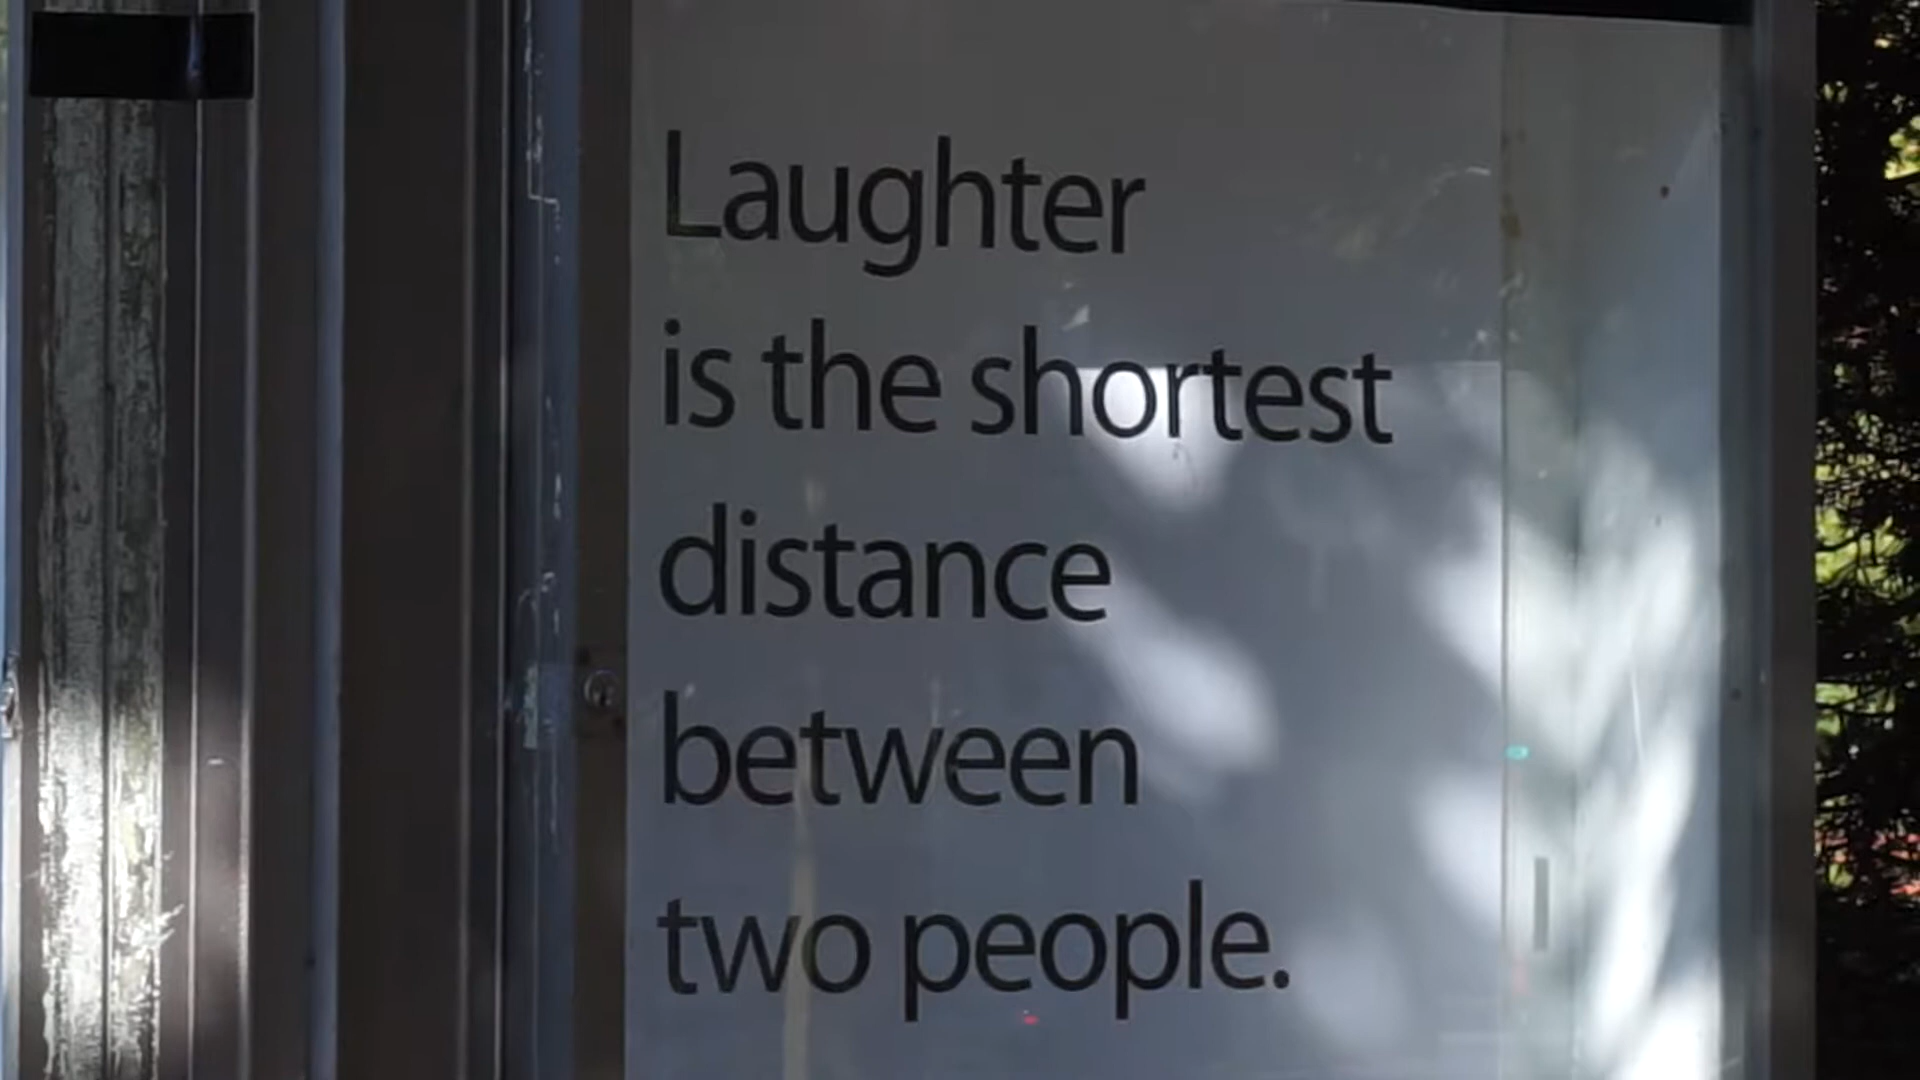 Laughter
is the shortest
distance
between
two people.